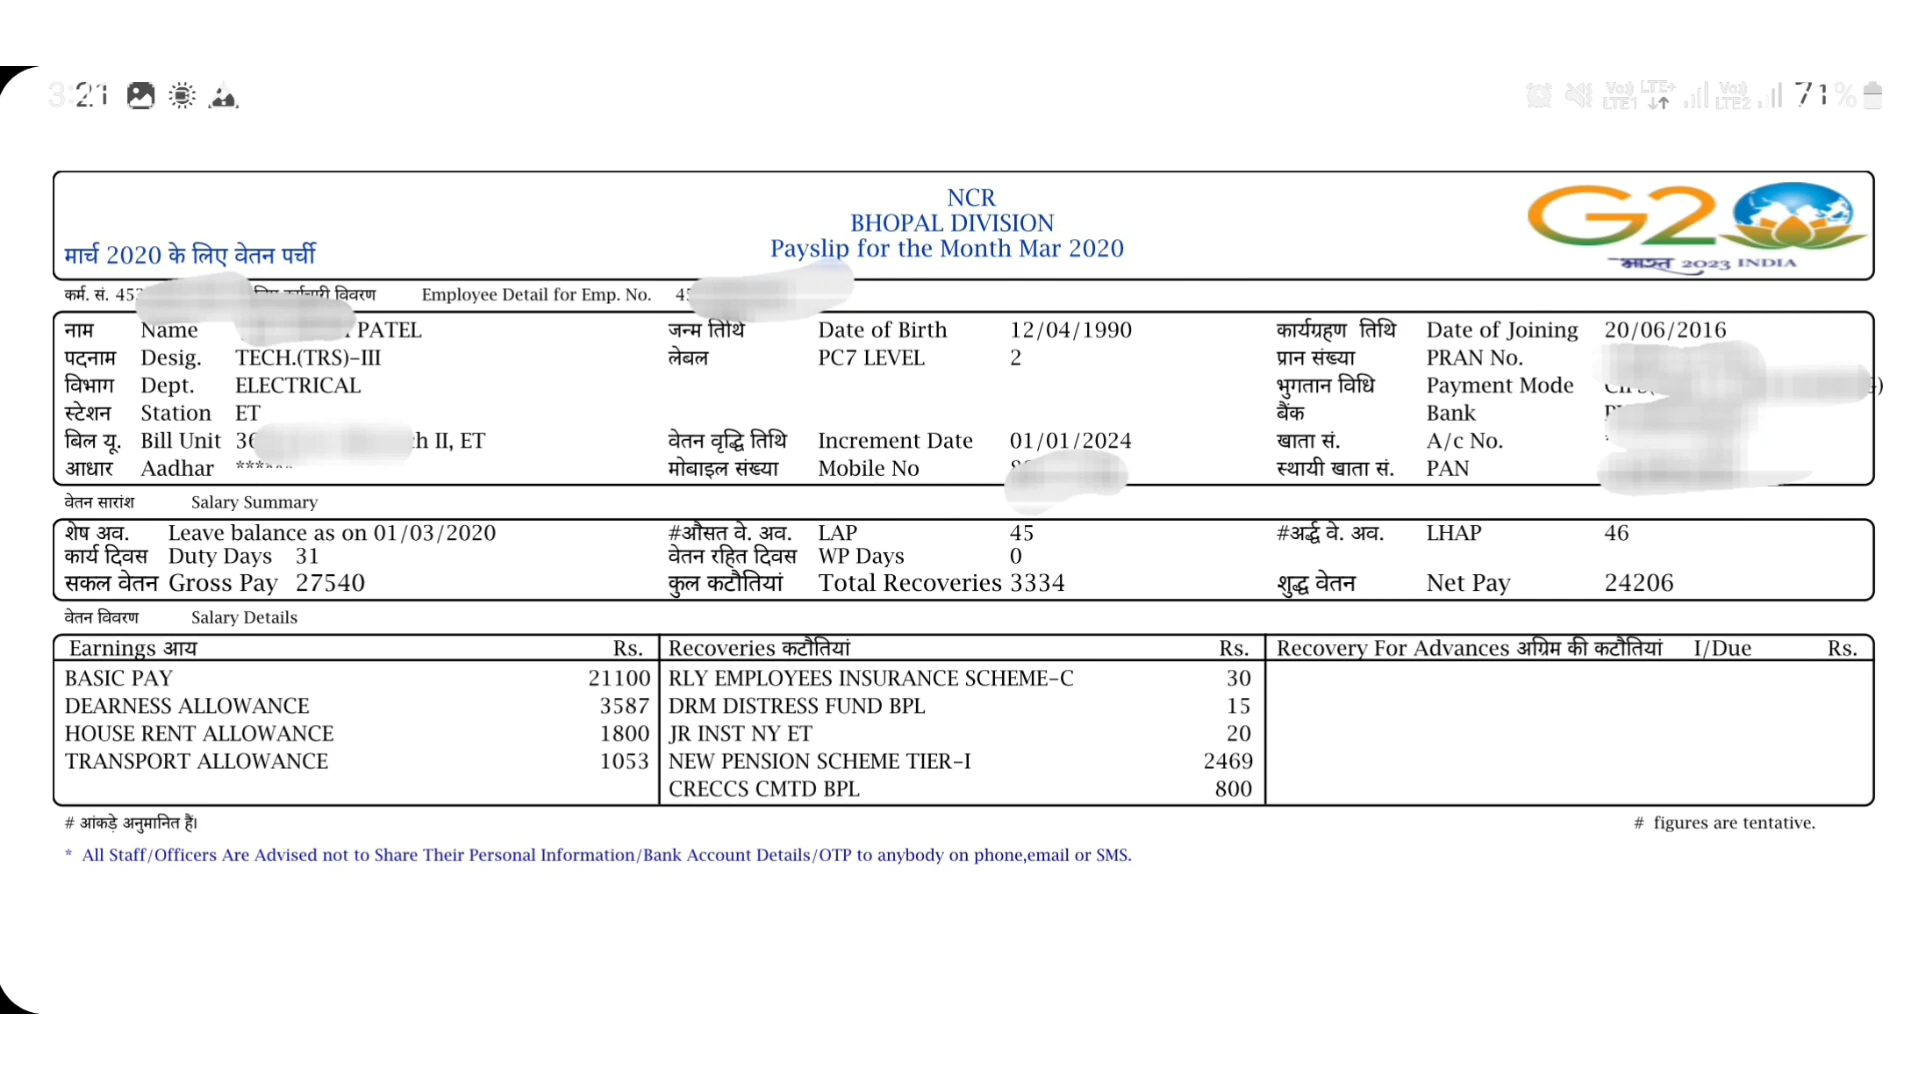 3:21 71%
Vo)) LTE1 LTE+ Vo)) LTE2
NCR
BHOPAL DIVISION
Payslip for the Month Mar 2020
मार्च 2020 के लिए वेतन पर्ची
G20
भारत 2023 INDIA
कर्म. सं. 45 विवरण Employee Detail for Emp. No.
नाम Name PATEL जन्म तिथि Date of Birth 12/04/1990 कार्यग्रहण तिथि Date of Joining 20/06/2016
पदनाम Desig. TECH.(TRS)-III लेबल PC7 LEVEL 2 प्रान संख्या PRAN No.
विभाग Dept. ELECTRICAL भुगतान विधि Payment Mode
स्टेशन Station ET बैंक Bank
बिल यू. Bill Unit II, ET वेतन वृद्धि तिथि Increment Date 01/01/2024 खाता सं. A/c No.
आधार Aadhar मोबाइल संख्या Mobile No स्थायी खाता सं. PAN
वेतन सारांश Salary Summary
शेष अव. Leave balance as on 01/03/2020 #औसत वे. अव. LAP 45 #अर्द्ध वे. अव. LHAP 46
कार्य दिवस Duty Days 31 वेतन रहित दिवस WP Days 0
सकल वेतन Gross Pay 27540 कुल कटौतियां Total Recoveries 3334 शुद्ध वेतन Net Pay 24206
वेतन विवरण Salary Details
Earnings आय Rs. Recoveries कटौतियां Rs. Recovery For Advances अग्रिम की कटौतियां I/Due Rs.
BASIC PAY 21100 RLY EMPLOYEES INSURANCE SCHEME-C 30
DEARNESS ALLOWANCE 3587 DRM DISTRESS FUND BPL 15
HOUSE RENT ALLOWANCE 1800 JR INST NY ET 20
TRANSPORT ALLOWANCE 1053 NEW PENSION SCHEME TIER-I 2469
CRECCS CMTD BPL 800
# आंकड़े अनुमानित हैं। # figures are tentative.
* All Staff/Officers Are Advised not to Share Their Personal Information/Bank Account Details/OTP to anybody on phone,email or SMS.